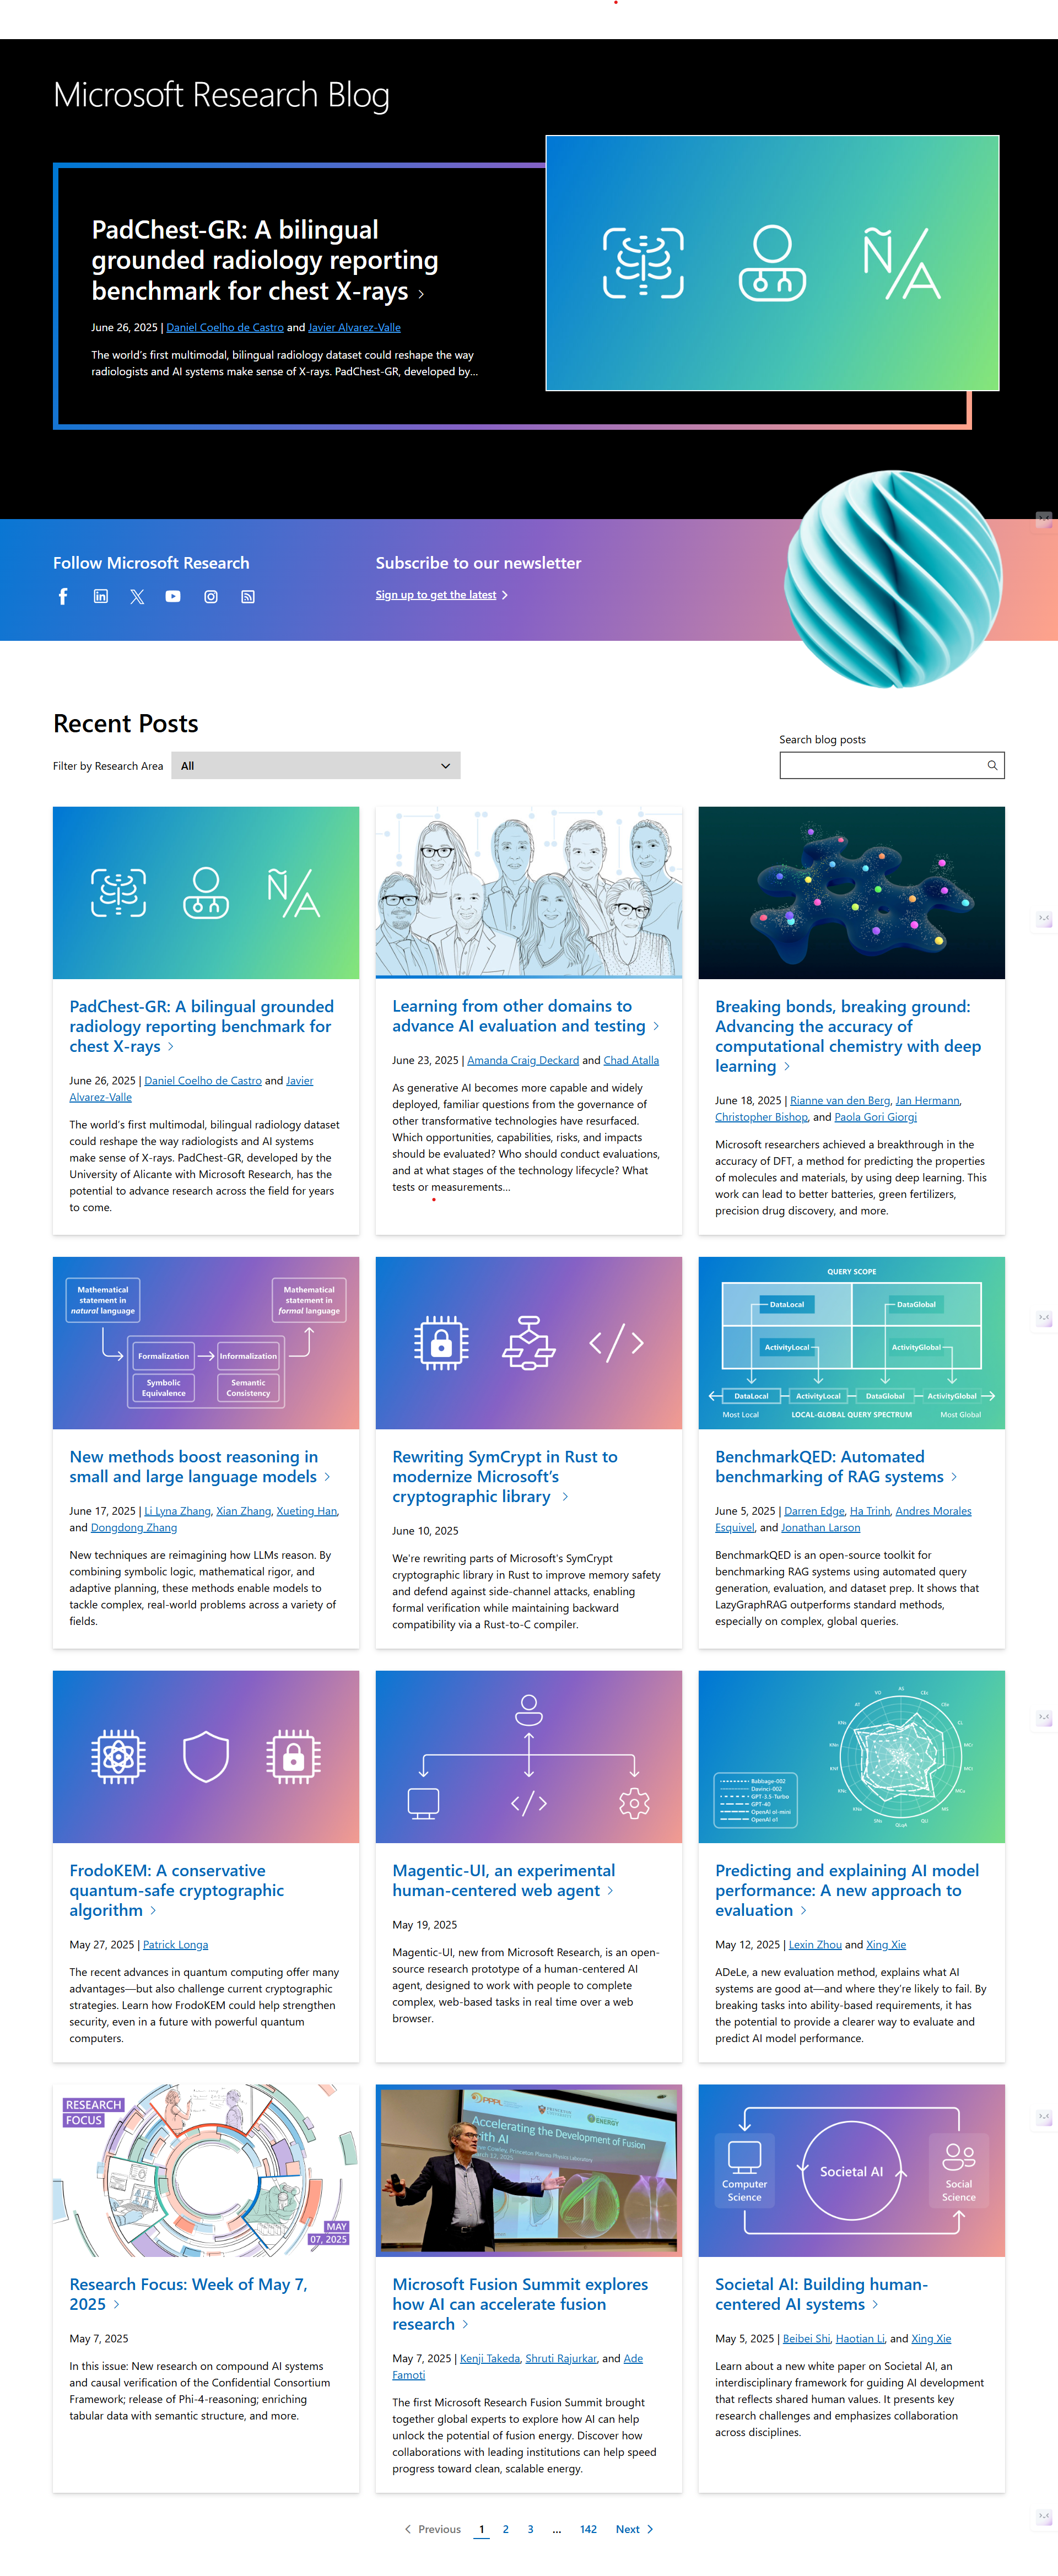 Microsoft Research Blog
PadChest-GR: A bilingual
grounded radiology reporting
benchmark for chest X-rays
June 26, 2025 | Daniel Coelho de Castro and Javier Alvarez-Valle
The world's first multimodal, bilingual radiology dataset could reshape the way
radiologists and AI systems make sense of X-rays. PadChest-GR, developed by...
Ñ/A
Follow Microsoft Research
Subscribe to our newsletter
Sign up to get the latest
Recent Posts
Search blog posts
Filter by Research Area
All
Ñ/A
PadChest-GR: A bilingual grounded
radiology reporting benchmark for
chest X-rays
June 26, 2025 | Daniel Coelho de Castro and Javier
Alvarez-Valle
The world's first multimodal, bilingual radiology dataset
could reshape the way radiologists and AI systems
make sense of X-rays. PadChest-GR, developed by the
University of Alicante with Microsoft Research, has the
potential to advance research across the field for years
to come.
Learning from other domains to
advance AI evaluation and testing
June 23, 2025 | Amanda Craig Deckard and Chad Atalla
As generative AI becomes more capable and widely
deployed, familiar questions from the governance of
other transformative technologies have resurfaced.
Which opportunities, capabilities, risks, and impacts
should be evaluated? Who should conduct evaluations,
and at what stages of the technology lifecycle? What
tests or measurements...
Breaking bonds, breaking ground:
Advancing the accuracy of
computational chemistry with deep
learning
June 18, 2025 | Rianne van den Berg, Jan Hermann,
Christopher Bishop, and Paola Gori Giorgi
Microsoft researchers achieved a breakthrough in the
accuracy of DFT, a method for predicting the properties
of molecules and materials, by using deep learning. This
work can lead to better batteries, green fertilizers,
precision drug discovery, and more.
Mathematical
statement in
natural language
Mathematical
statement in
formal language
Formalization
Informalization
Symbolic
Equivalence
Semantic
Consistency
New methods boost reasoning in
small and large language models
June 17, 2025 | Li Lyna Zhang, Xian Zhang, Xueting Han,
and Dongdong Zhang
New techniques are reimagining how LLMs reason. By
combining symbolic logic, mathematical rigor, and
adaptive planning, these methods enable models to
tackle complex, real-world problems across a variety of
fields.
</>
Rewriting SymCrypt in Rust to
modernize Microsoft's
cryptographic library
June 10, 2025
We're rewriting parts of Microsoft's SymCrypt
cryptographic library in Rust to improve memory safety
and defend against side-channel attacks, enabling
formal verification while maintaining backward
compatibility via a Rust-to-C compiler.
QUERY SCOPE
DataLocal
DataGlobal
ActivityLocal
ActivityGlobal
DataLocal
ActivityLocal
DataGlobal
ActivityGlobal
Most Local
LOCAL-GLOBAL QUERY SPECTRUM
Most Global
BenchmarkQED: Automated
benchmarking of RAG systems
June 5, 2025 | Darren Edge, Ha Trinh, Andres Morales
Esquivel, and Jonathan Larson
BenchmarkQED is an open-source toolkit for
benchmarking RAG systems using automated query
generation, evaluation, and dataset prep. It shows that
LazyGraphRAG outperforms standard methods,
especially on complex, global queries.
FrodoKEM: A conservative
quantum-safe cryptographic
algorithm
May 27, 2025 | Patrick Longa
The recent advances in quantum computing offer many
advantages—but also challenge current cryptographic
strategies. Learn how FrodoKEM could help strengthen
security, even in a future with powerful quantum
computers.
</>
Magentic-UI, an experimental
human-centered web agent
May 19, 2025
Magentic-UI, new from Microsoft Research, is an open-
source research prototype of a human-centered AI
agent, designed to work with people to complete
complex, web-based tasks in real time over a web
browser.
Babbage-002
Davinci-002
GPT-3.5-Turbo
GPT-4O
OpenAI o1-mini
OpenAI o1
Predicting and explaining AI model
performance: A new approach to
evaluation
May 12, 2025 | Lexin Zhou and Xing Xie
ADeLe, a new evaluation method, explains what AI
systems are good at—and where they're likely to fail. By
breaking tasks into ability-based requirements, it has
the potential to provide a clearer way to evaluate and
predict AI model performance.
RESEARCH
FOCUS
MAY
07, 2025
Research Focus: Week of May 7,
2025
May 7, 2025
In this issue: New research on compound AI systems
and causal verification of the Confidential Consortium
Framework; release of Phi-4-reasoning; enriching
tabular data with semantic structure, and more.
PPPL
ENERGY
Accelerating the Development of Fusion
with AI
Cowley, Princeton Plasma Physics Laboratory
Microsoft Fusion Summit explores
how AI can accelerate fusion
research
May 7, 2025 | Kenji Takeda, Shruti Rajurkar, and Ade
Famoti
The first Microsoft Research Fusion Summit brought
together global experts to explore how AI can help
unlock the potential of fusion energy. Discover how
collaborations with leading institutions can help speed
progress toward clean, scalable energy.
Computer
Science
Societal AI
Social
Science
Societal AI: Building human-
centered AI systems
May 5, 2025 | Beibei Shi, Haotian Li, and Xing Xie
Learn about a new white paper on Societal AI, an
interdisciplinary framework for guiding AI development
that reflects shared human values. It presents key
research challenges and emphasizes collaboration
across disciplines.
Previous 1 2 3 ... 142 Next